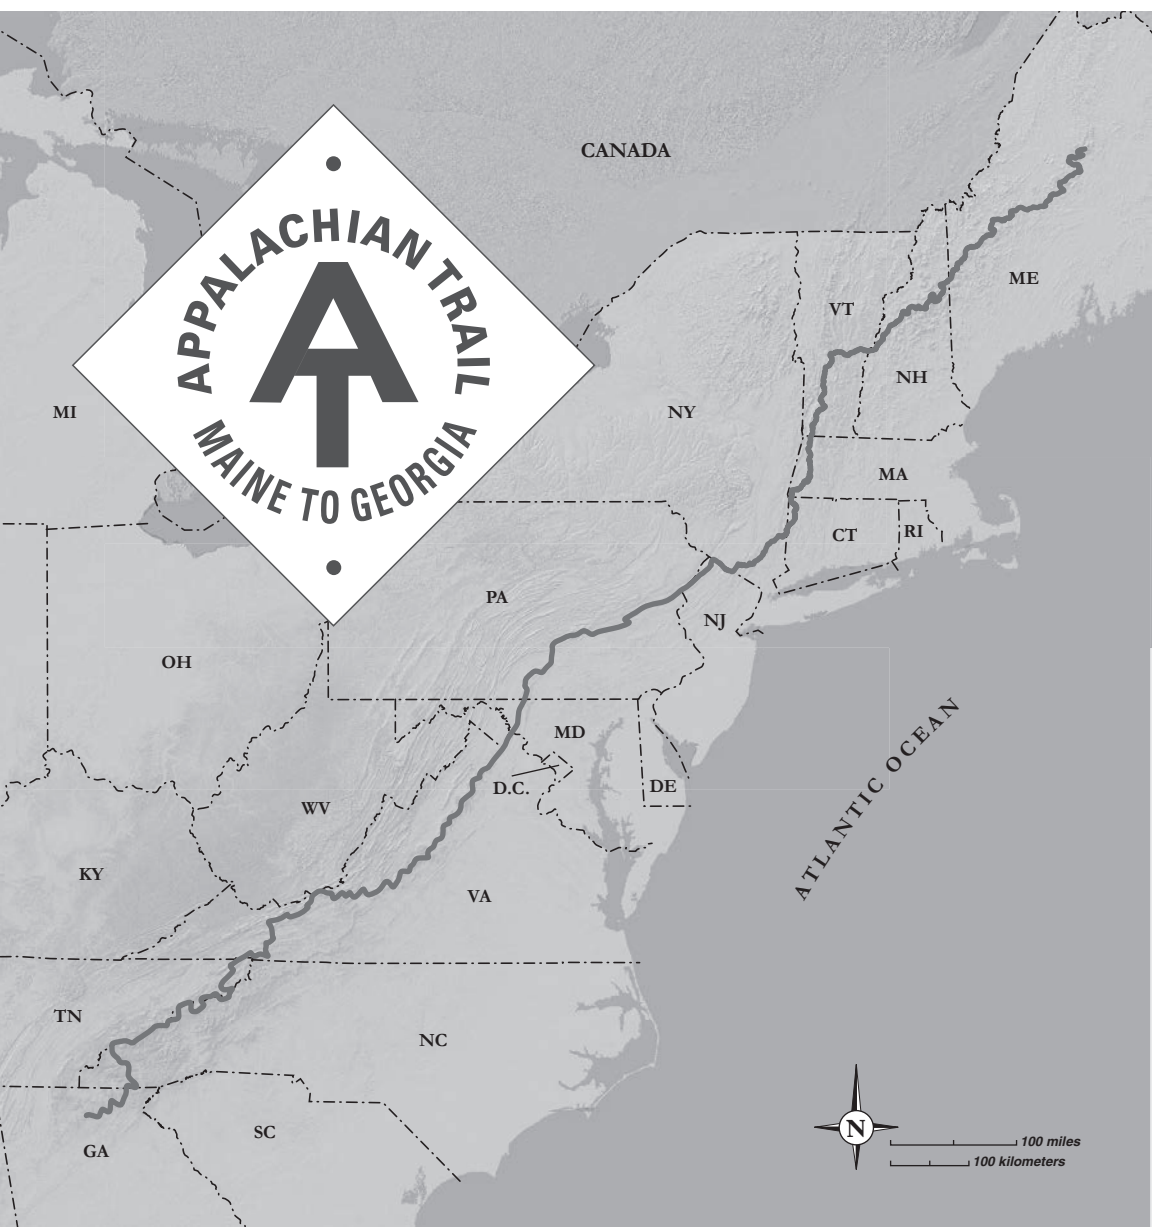 CANADA
APPALACHIAN TRAIL
AT
MAINE TO GEORGIA
ME
VT
NH
MI
NY
MA
CT
RI
PA
NJ
OH
MD
D.C.
DE
WV
ATLANTIC OCEAN
KY
VA
TN
NC
N
100 miles
100 kilometers
SC
GA